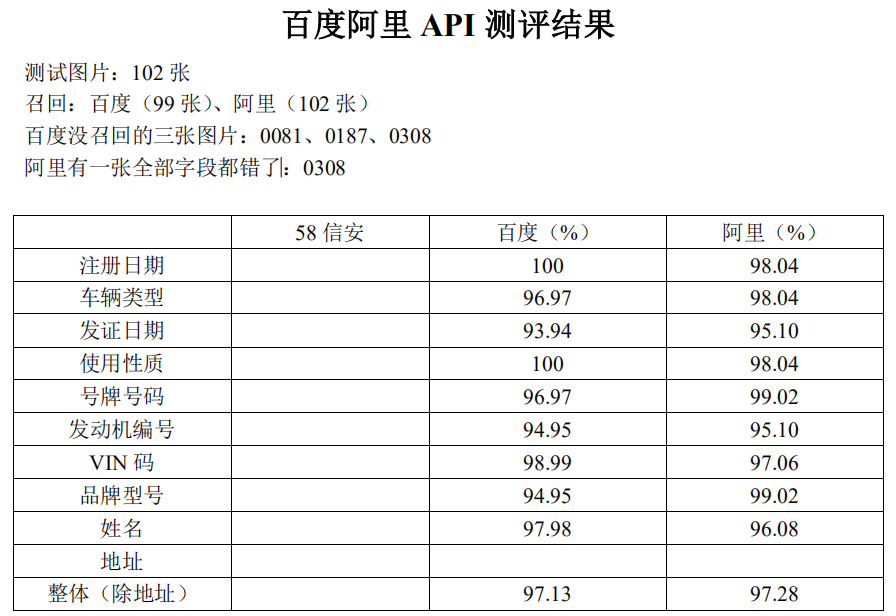 百度阿里 API 测评结果
测试图片：102 张
召回：百度（99 张）、阿里（102 张）
百度没召回的三张图片：0081、0187、0308
阿里有一张全部字段都错了：0308
58 信安 百度（%） 阿里（%）
注册日期 100 98.04
车辆类型 96.97 98.04
发证日期 93.94 95.10
使用性质 100 98.04
号牌号码 96.97 99.02
发动机编号 94.95 95.10
VIN 码 98.99 97.06
品牌型号 94.95 99.02
姓名 97.98 96.08
地址
整体（除地址） 97.13 97.28